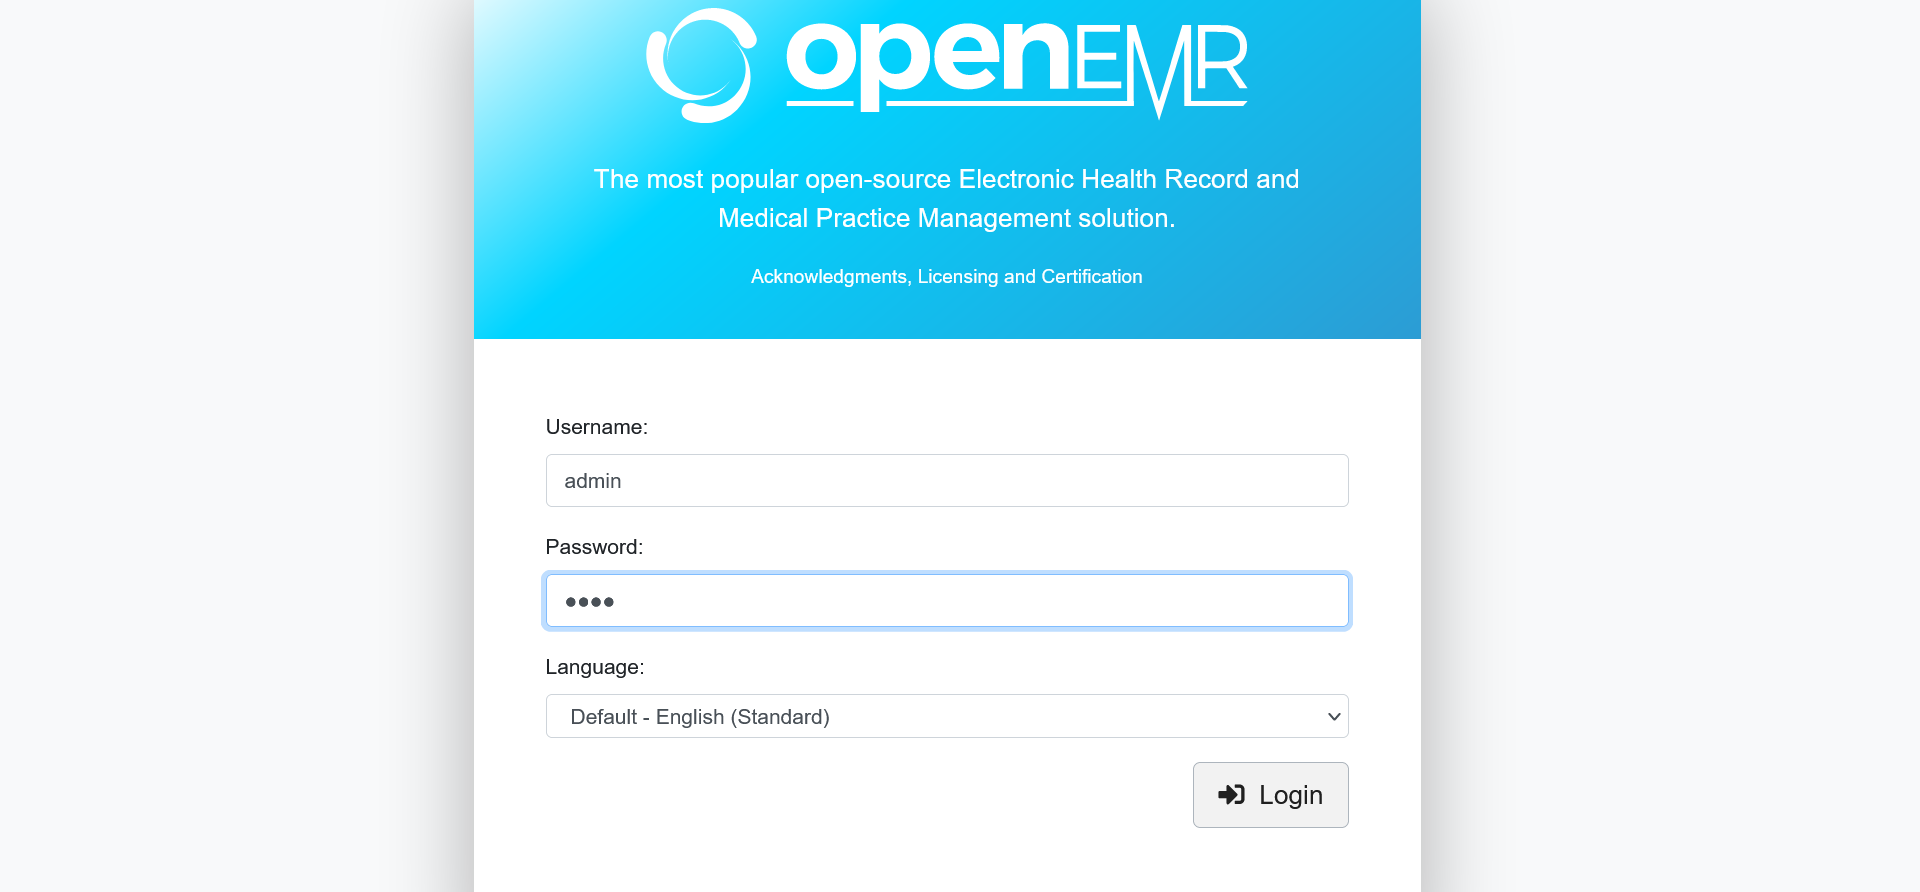 openEMR
The most popular open-source Electronic Health Record and
Medical Practice Management solution.
Acknowledgments, Licensing and Certification
Username:
admin
Password:
••••
Language:
Default - English (Standard)
Login